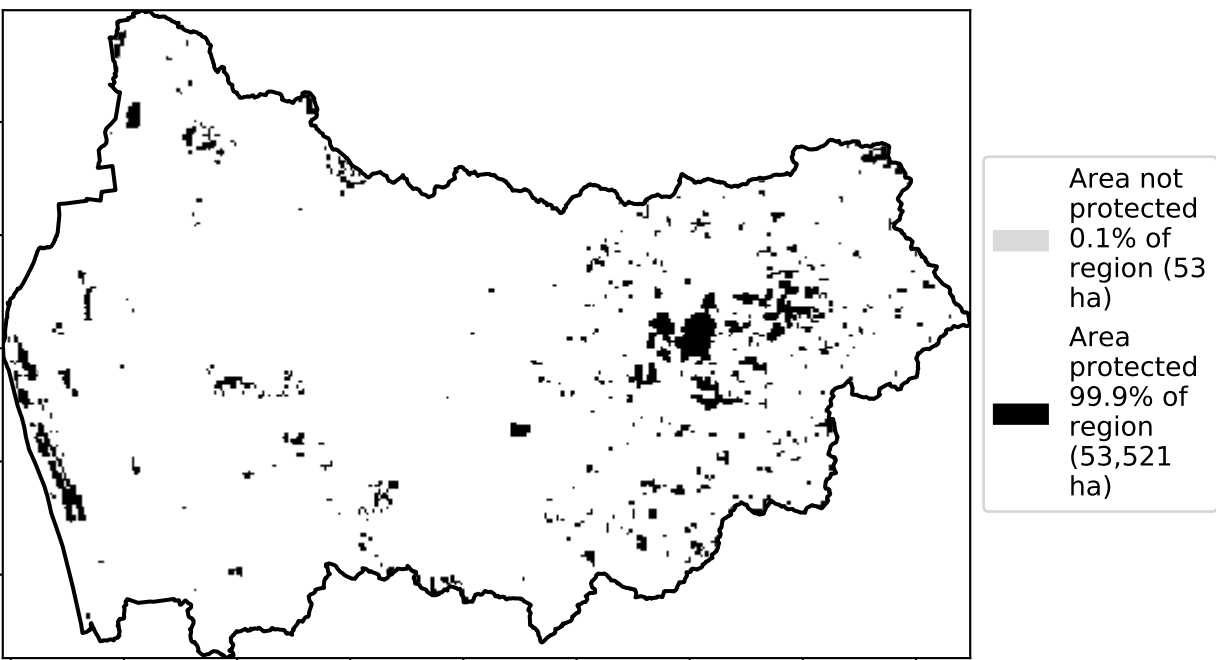 Area not
protected
0.1% of
region (53
ha)
Area
protected
99.9% of
region
(53,521
ha)